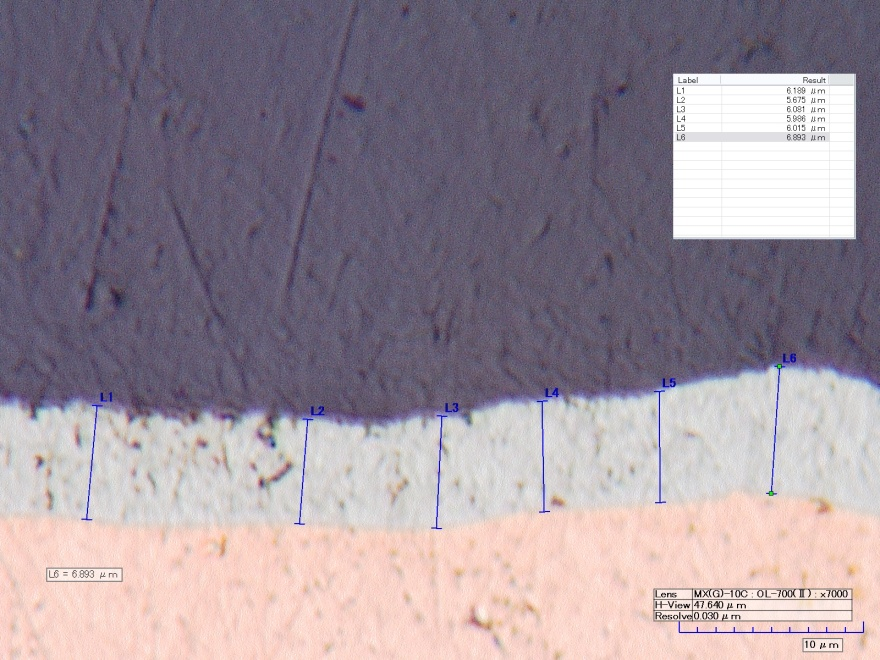 Label Result
L1 6.189 μm
L2 5.675 μm
L3 6.081 μm
L4 5.986 μm
L5 6.015 μm
L6 6.893 μm
L6
L5
L4
L1
L3
L2
L6 = 6.893 μm
Lens MX(G)-10C : OL-700(Ⅱ) : x7000
H-View 47.640 μm
Resolve 0.030 μm
10 μm